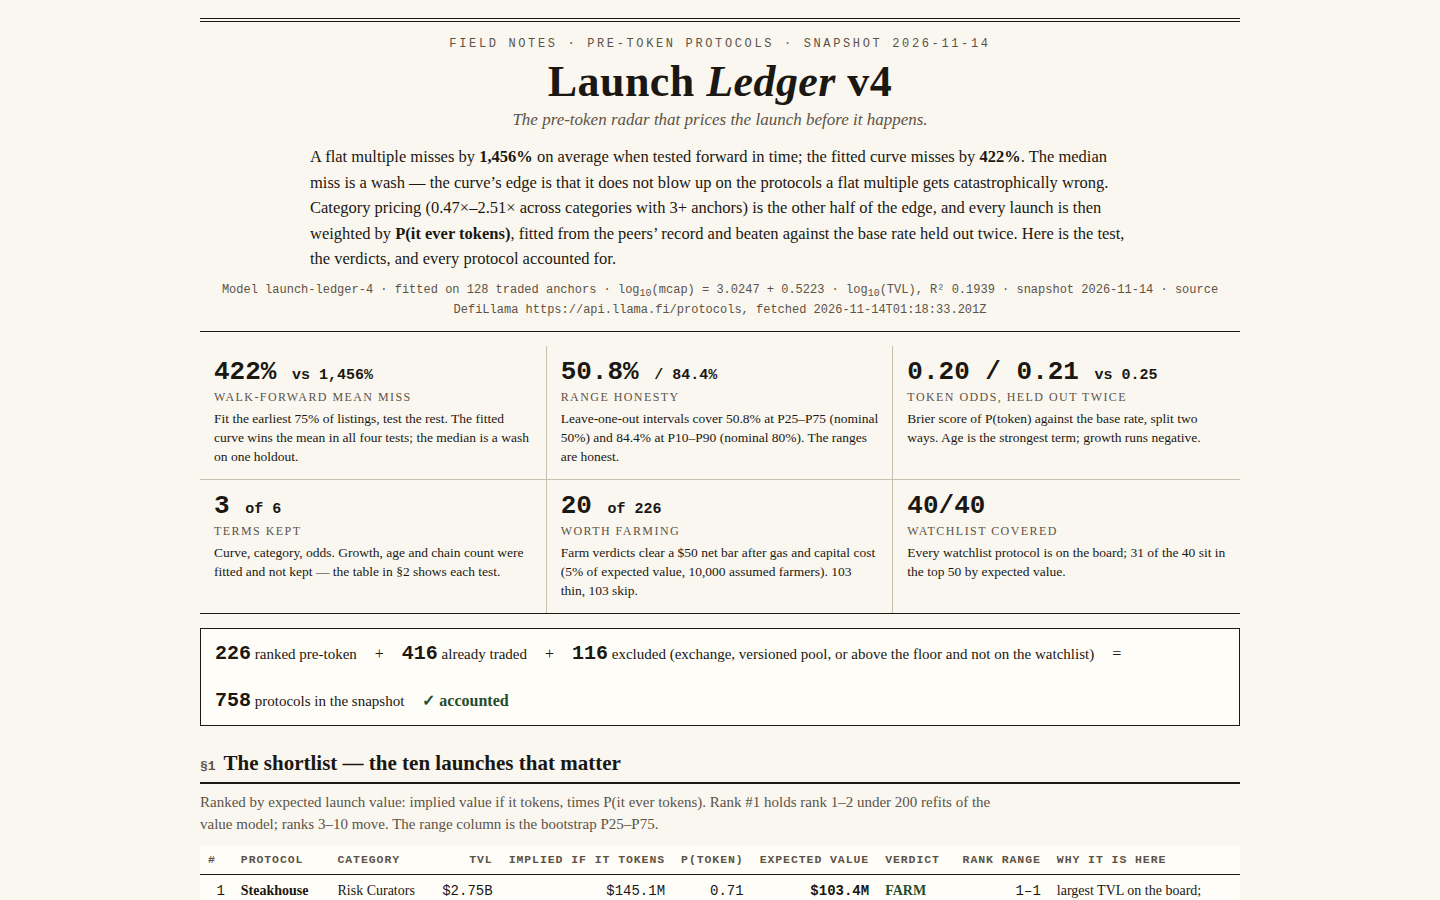 FIELD NOTES · PRE-TOKEN PROTOCOLS · SNAPSHOT 2026-11-14
Launch Ledger v4
The pre-token radar that prices the launch before it happens.
A flat multiple misses by 1,456% on average when tested forward in time; the fitted curve misses by 422%. The median
miss is a wash — the curve’s edge is that it does not blow up on the protocols a flat multiple gets catastrophically wrong.
Category pricing (0.47×–2.51× across categories with 3+ anchors) is the other half of the edge, and every launch is then
weighted by P(it ever tokens), fitted from the peers’ record and beaten against the base rate held out twice. Here is the test,
the verdicts, and every protocol accounted for.
Model launch-ledger-4 · fitted on 128 traded anchors · log10(mcap) = 3.0247 + 0.5223 · log10(TVL), R² 0.1939 · snapshot 2026-11-14 · source
DefiLlama https://api.llama.fi/protocols, fetched 2026-11-14T01:18:33.201Z
422% vs 1,456%
WALK-FORWARD MEAN MISS
Fit the earliest 75% of listings, test the rest. The fitted
curve wins the mean in all four tests; the median is a wash
on one holdout.
50.8% / 84.4%
RANGE HONESTY
Leave-one-out intervals cover 50.8% at P25–P75 (nominal
50%) and 84.4% at P10–P90 (nominal 80%). The ranges
are honest.
0.20 / 0.21 vs 0.25
TOKEN ODDS, HELD OUT TWICE
Brier score of P(token) against the base rate, split two
ways. Age is the strongest term; growth runs negative.
3 of 6
TERMS KEPT
Curve, category, odds. Growth, age and chain count were
fitted and not kept — the table in §2 shows each test.
20 of 226
WORTH FARMING
Farm verdicts clear a $50 net bar after gas and capital cost
(5% of expected value, 10,000 assumed farmers). 103
thin, 103 skip.
40/40
WATCHLIST COVERED
Every watchlist protocol is on the board; 31 of the 40 sit in
the top 50 by expected value.
226 ranked pre-token + 416 already traded + 116 excluded (exchange, versioned pool, or above the floor and not on the watchlist) =
758 protocols in the snapshot ✓ accounted
§1 The shortlist — the ten launches that matter
Ranked by expected launch value: implied value if it tokens, times P(it ever tokens). Rank #1 holds rank 1–2 under 200 refits of the
value model; ranks 3–10 move. The range column is the bootstrap P25–P75.
# PROTOCOL CATEGORY TVL IMPLIED IF IT TOKENS P(TOKEN) EXPECTED VALUE VERDICT RANK RANGE WHY IT IS HERE
1 Steakhouse Risk Curators $2.75B $145.1M 0.71 $103.4M FARM 1–1 largest TVL on the board;